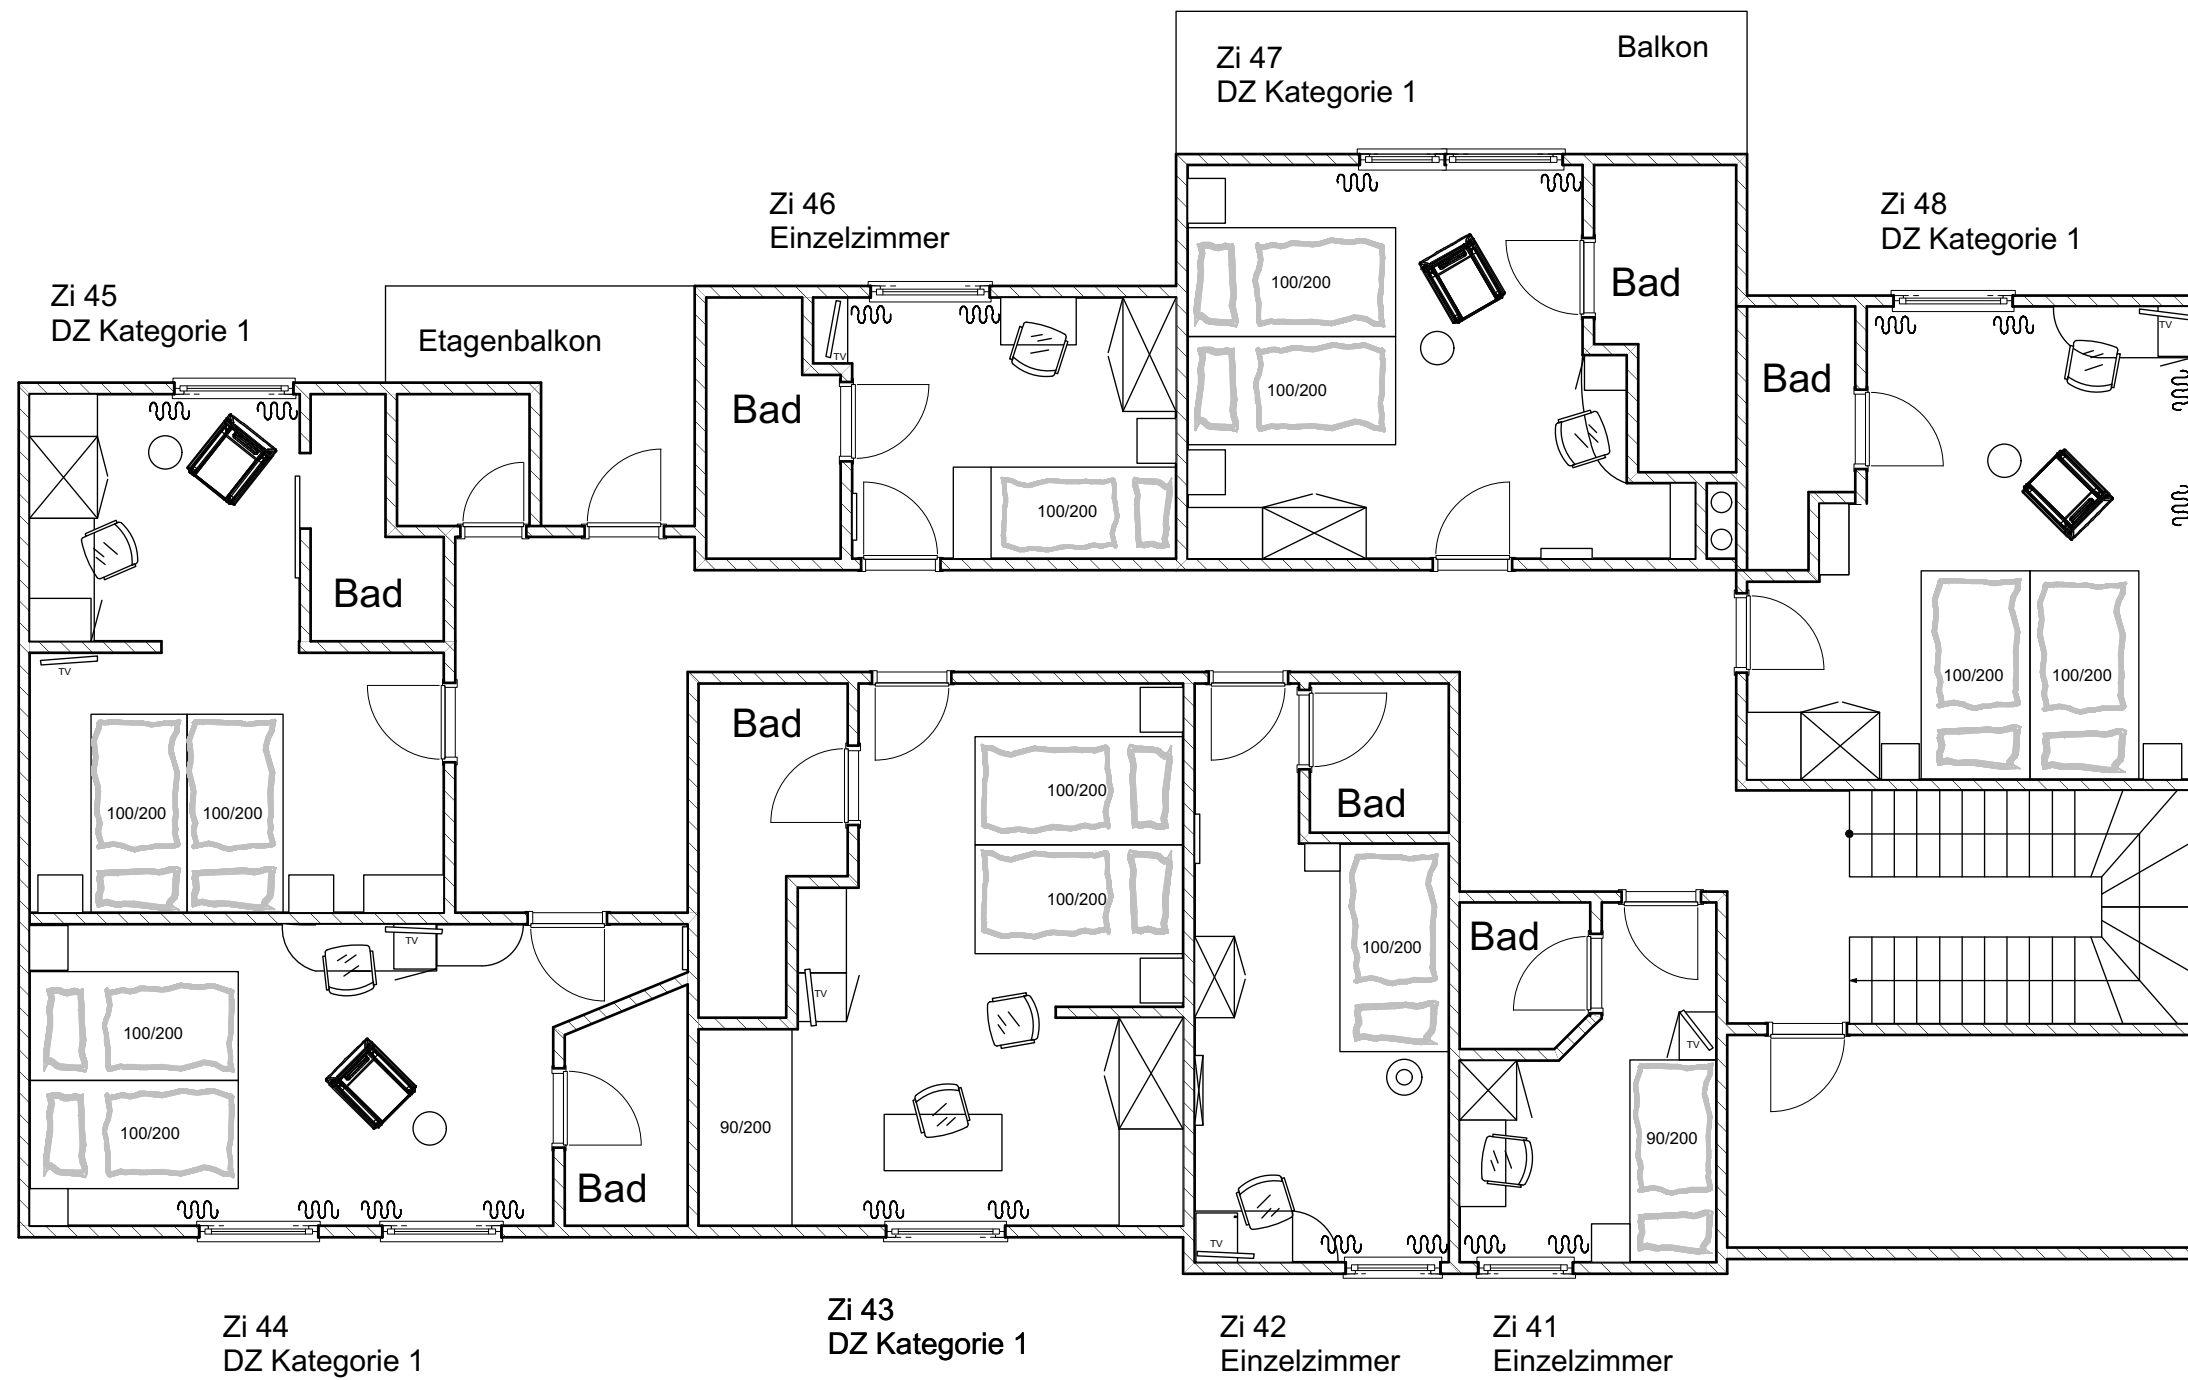 Zi 47
DZ Kategorie 1
Balkon
Zi 46
Einzelzimmer
Zi 48
DZ Kategorie 1
Zi 45
DZ Kategorie 1
Etagenbalkon
Bad
100/200
100/200
TV
Bad
100/200
TV
Bad
Bad
TV
100/200
100/200
100/200
100/200
TV
Bad
100/200
100/200
Bad
Bad
100/200
Bad
TV
100/200
100/200
Bad
TV
90/200
100/200
TV
Bad
TV
90/200
Zi 44
DZ Kategorie 1
Zi 43
DZ Kategorie 1
Zi 42
Einzelzimmer
Zi 41
Einzelzimmer